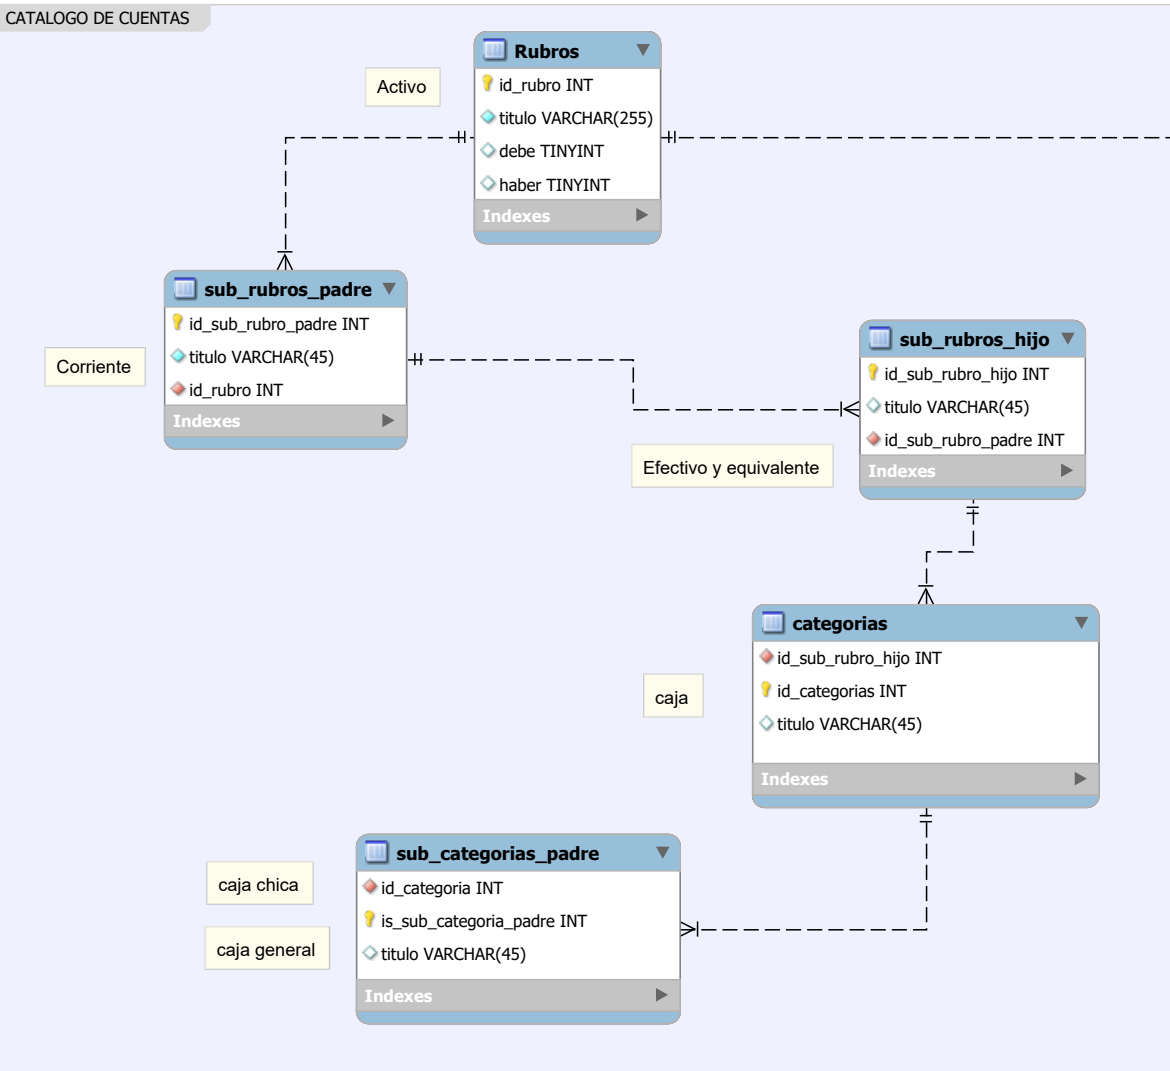 CATALOGO DE CUENTAS
Activo
Rubros
id_rubro INT
titulo VARCHAR(255)
debe TINYINT
haber TINYINT
Indexes
Corriente
sub_rubros_padre
id_sub_rubro_padre INT
titulo VARCHAR(45)
id_rubro INT
Indexes
Efectivo y equivalente
sub_rubros_hijo
id_sub_rubro_hijo INT
titulo VARCHAR(45)
id_sub_rubro_padre INT
Indexes
caja
categorias
id_sub_rubro_hijo INT
id_categorias INT
titulo VARCHAR(45)
Indexes
caja chica
caja general
sub_categorias_padre
id_categoria INT
is_sub_categoria_padre INT
titulo VARCHAR(45)
Indexes